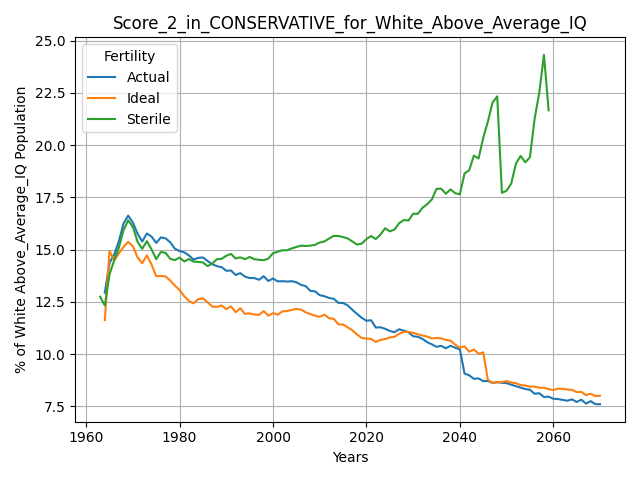 Score_2_in_CONSERVATIVE_for_White_Above_Average_IQ
% of White Above_Average_IQ Population
25.0
22.5
20.0
17.5
15.0
12.5
10.0
7.5
Fertility
Actual
Ideal
Sterile
1960
1980
2000
2020
2040
2060
Years